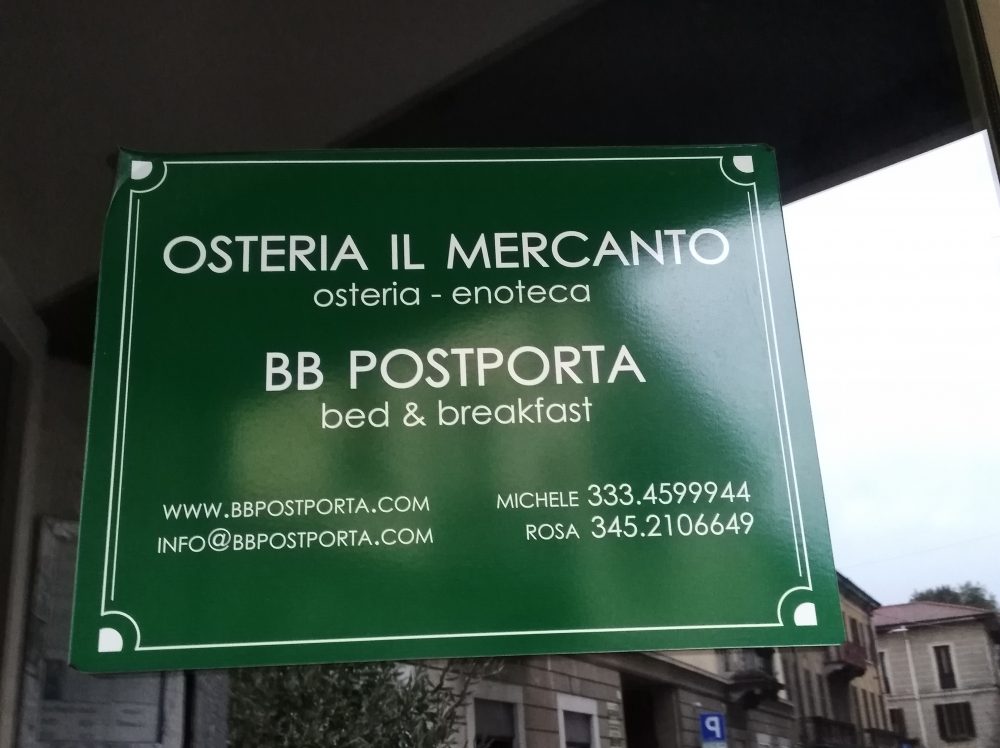 OSTERIA IL MERCANTO
osteria - enoteca
BB POSTPORTA
bed & breakfast
WWW.BBPOSTPORTA.COM
INFO@BBPOSTPORTA.COM
MICHELE 333.4599944
ROSA 345.2106649